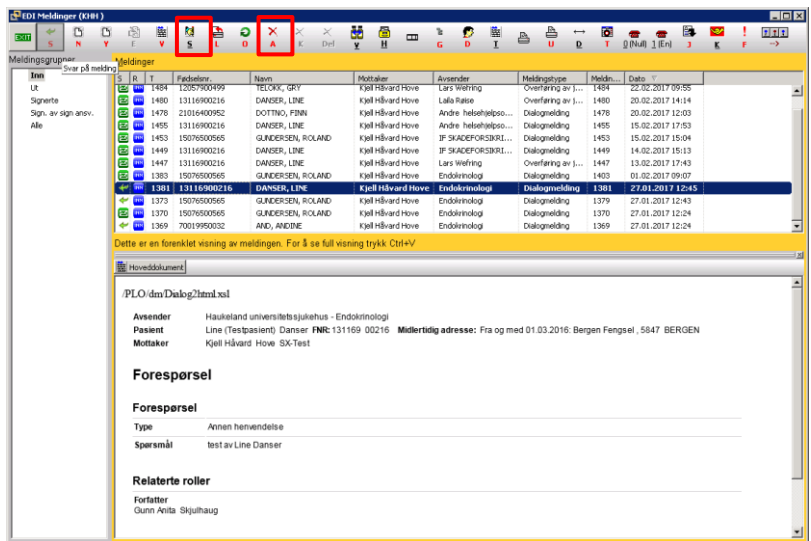 EDI Meldinger (KHH )
EXIT S N Y E V S L O A K Del V H G D I U D T 0 (Null) 1 (En) J K F -->
Meldingsgrupper
Svar på melding
Meldinger
Inn
Ut
Signerte
Sign. av sign ansv.
Alle
S R T Fødselsnr. Navn Mottaker Avsender Meldingstype Meldin... Dato
1484 12057900499 TELOKK, GRY Kjell Håvard Hove Lars Wefring Overføring av j... 1484 22.02.2017 09:55
1480 13116900216 DANSER, LINE Kjell Håvard Hove Laila Røise Overføring av j... 1480 20.02.2017 14:14
1478 21016400952 DOTTNO, FINN Kjell Håvard Hove Andre helsehjelpso... Dialogmelding 1478 20.02.2017 12:03
1455 13116900216 DANSER, LINE Kjell Håvard Hove Andre helsehjelpso... Dialogmelding 1455 15.02.2017 17:53
1453 15076500565 GUNDERSEN, ROLAND Kjell Håvard Hove IF SKADEFORSIKRI... Dialogmelding 1453 15.02.2017 15:04
1449 13116900216 DANSER, LINE Kjell Håvard Hove IF SKADEFORSIKRI... Dialogmelding 1449 14.02.2017 15:13
1447 13116900216 DANSER, LINE Kjell Håvard Hove Lars Wefring Overføring av j... 1447 13.02.2017 17:43
1383 15076500565 GUNDERSEN, ROLAND Kjell Håvard Hove Endokrinologi Dialogmelding 1403 01.02.2017 09:07
1381 13116900216 DANSER, LINE Kjell Håvard Hove Endokrinologi Dialogmelding 1381 27.01.2017 12:45
1373 15076500565 GUNDERSEN, ROLAND Kjell Håvard Hove Endokrinologi Dialogmelding 1379 27.01.2017 12:43
1370 15076500565 GUNDERSEN, ROLAND Kjell Håvard Hove Endokrinologi Dialogmelding 1370 27.01.2017 12:24
1369 70019950032 AND, ANDINE Kjell Håvard Hove Endokrinologi Dialogmelding 1369 27.01.2017 12:24
Dette er en forenklet visning av meldingen. For å se full visning trykk Ctrl+V
Hoveddokument
/PLO/dm/Dialog2html.xsl
Avsender Haukeland universitetssjukehus - Endokrinologi
Pasient Line (Testpasient) Danser FNR: 131169 00216 Midlertidig adresse: Fra og med 01.03.2016: Bergen Fengsel , 5847 BERGEN
Mottaker Kjell Håvard Hove SX-Test
Forespørsel
Forespørsel
Type Annen henvendelse
Spørsmål test av Line Danser
Relaterte roller
Forfatter
Gunn Anita Skjulhaug